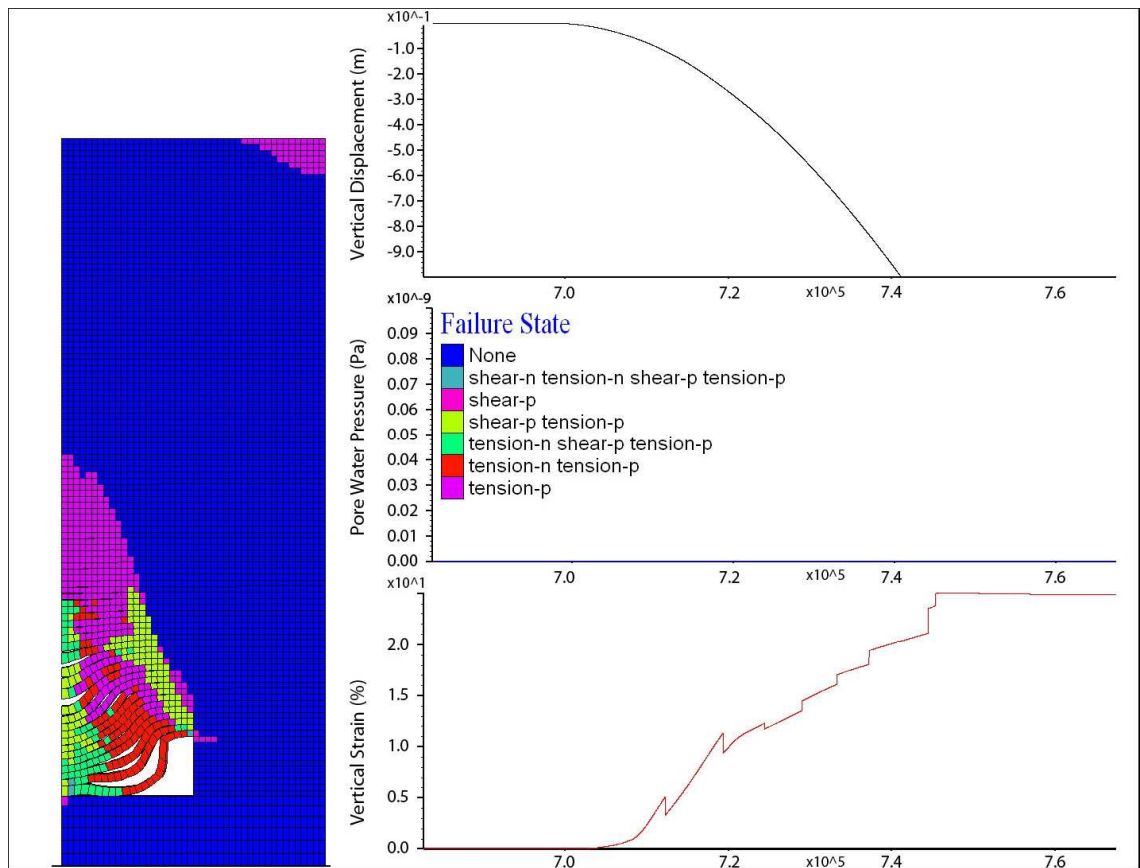 x10^-1
Vertical Displacement (m)
-1.0
-2.0
-3.0
-4.0
-5.0
-6.0
-7.0
-8.0
-9.0
7.0
7.2
x10^5
7.4
7.6
x10^-9
Pore Water Pressure (Pa)
0.09
0.08
0.07
0.06
0.05
0.04
0.03
0.02
0.01
0.00
Failure State
None
shear-n tension-n shear-p tension-p
shear-p
shear-p tension-p
tension-n shear-p tension-p
tension-n tension-p
tension-p
7.0
7.2
x10^5
7.4
7.6
x10^1
Vertical Strain (%)
2.0
1.5
1.0
0.5
0.0
7.0
7.2
x10^5
7.4
7.6